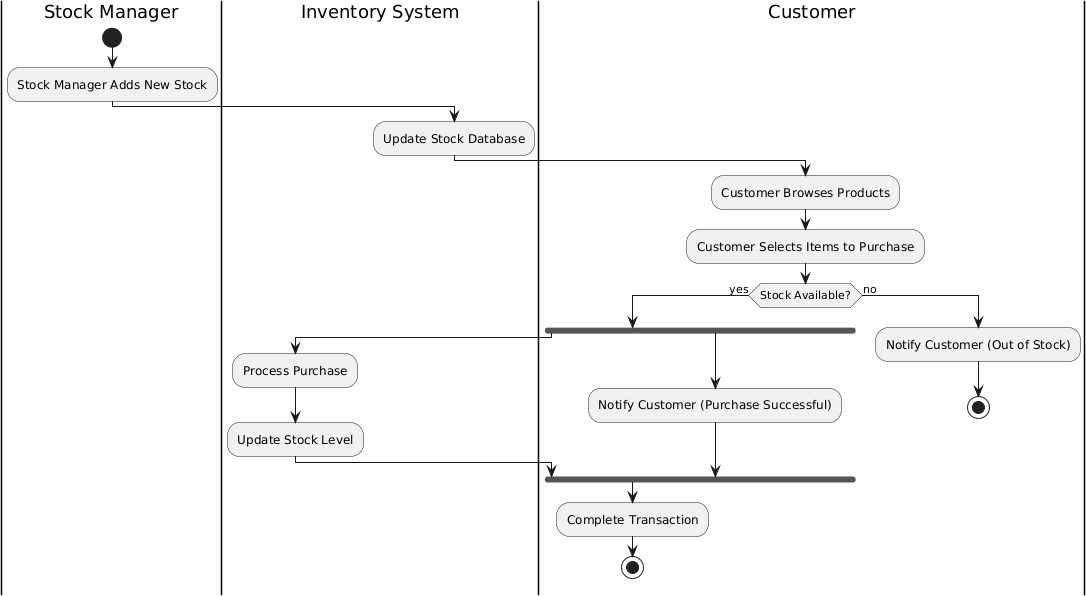 Stock Manager
Inventory System
Customer
Stock Manager Adds New Stock
Update Stock Database
Customer Browses Products
Customer Selects Items to Purchase
yes
Stock Available?
no
Notify Customer (Out of Stock)
Process Purchase
Notify Customer (Purchase Successful)
Update Stock Level
Complete Transaction